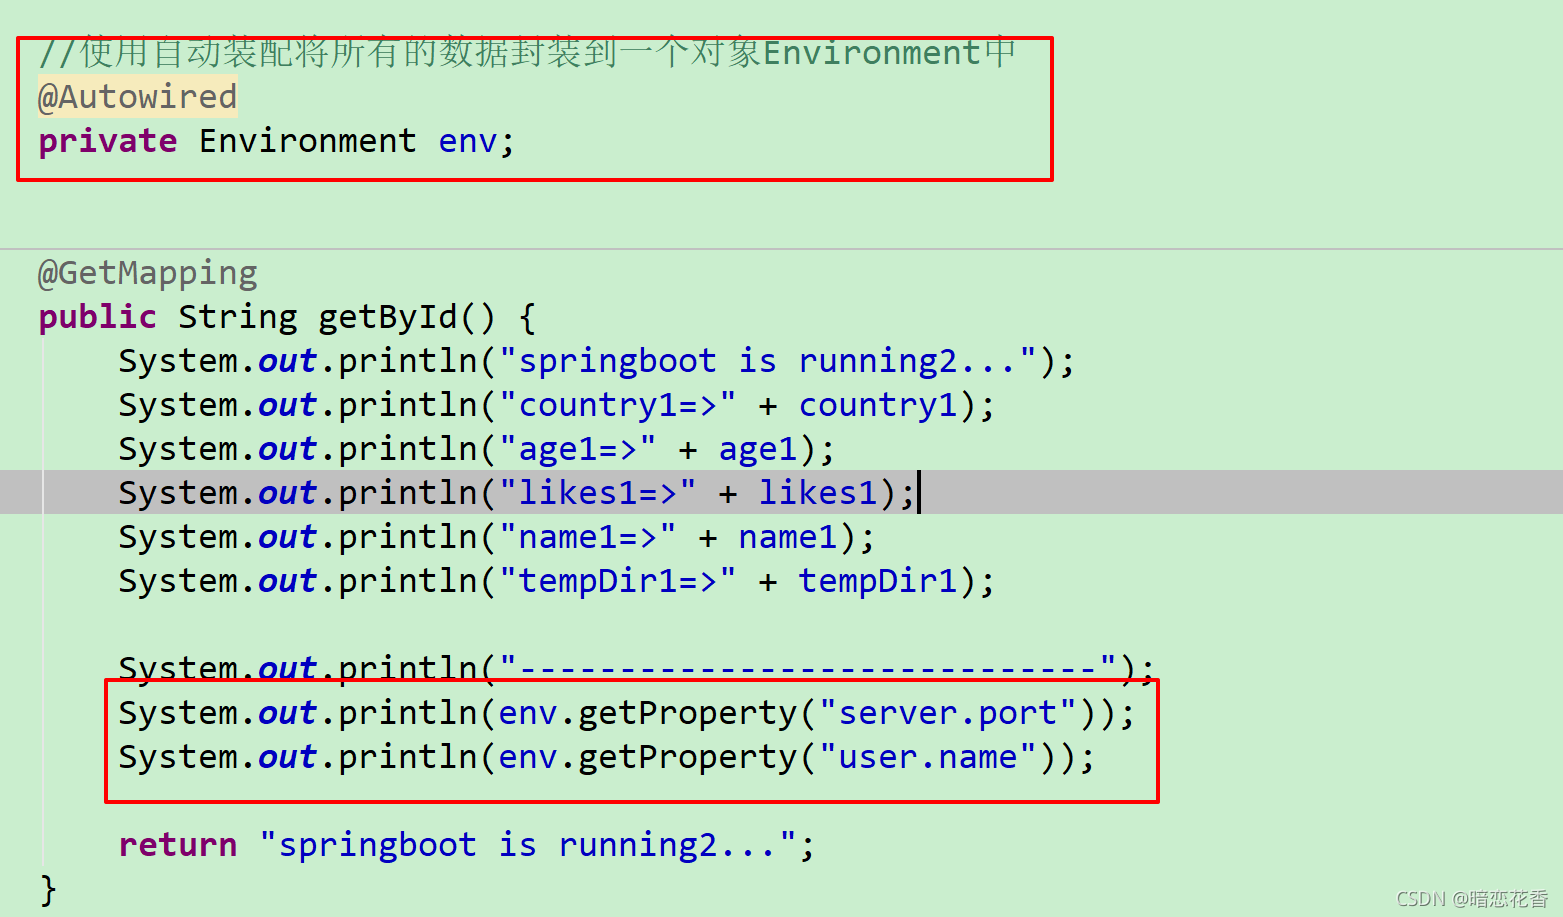 //使用自动装配将所有的数据封装到一个对象Environment中
@Autowired
private Environment env;
@GetMapping
public String getById() {
System.out.println("springboot is running2...");
System.out.println("country1=>" + country1);
System.out.println("age1=>" + age1);
System.out.println("likes1=>" + likes1);
System.out.println("name1=>" + name1);
System.out.println("tempDir1=>" + tempDir1);
System.out.println("-----------------------------");
System.out.println(env.getProperty("server.port"));
System.out.println(env.getProperty("user.name"));
return "springboot is running2...";
}
CSDN @暗恋花香